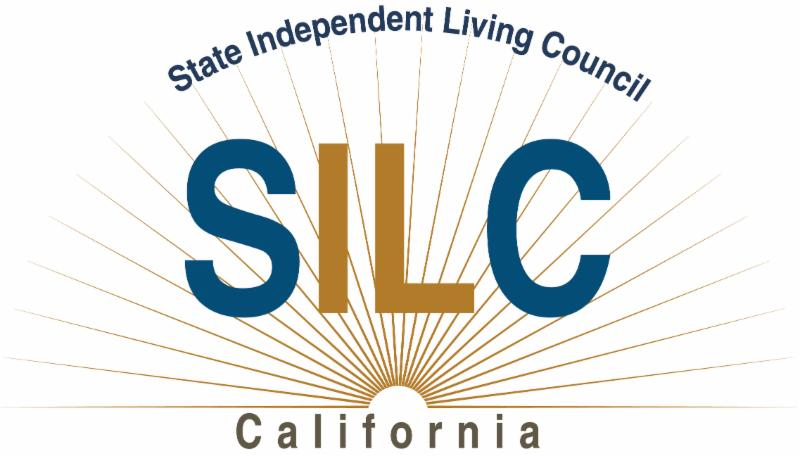 State Independent Living Council
SILC
California